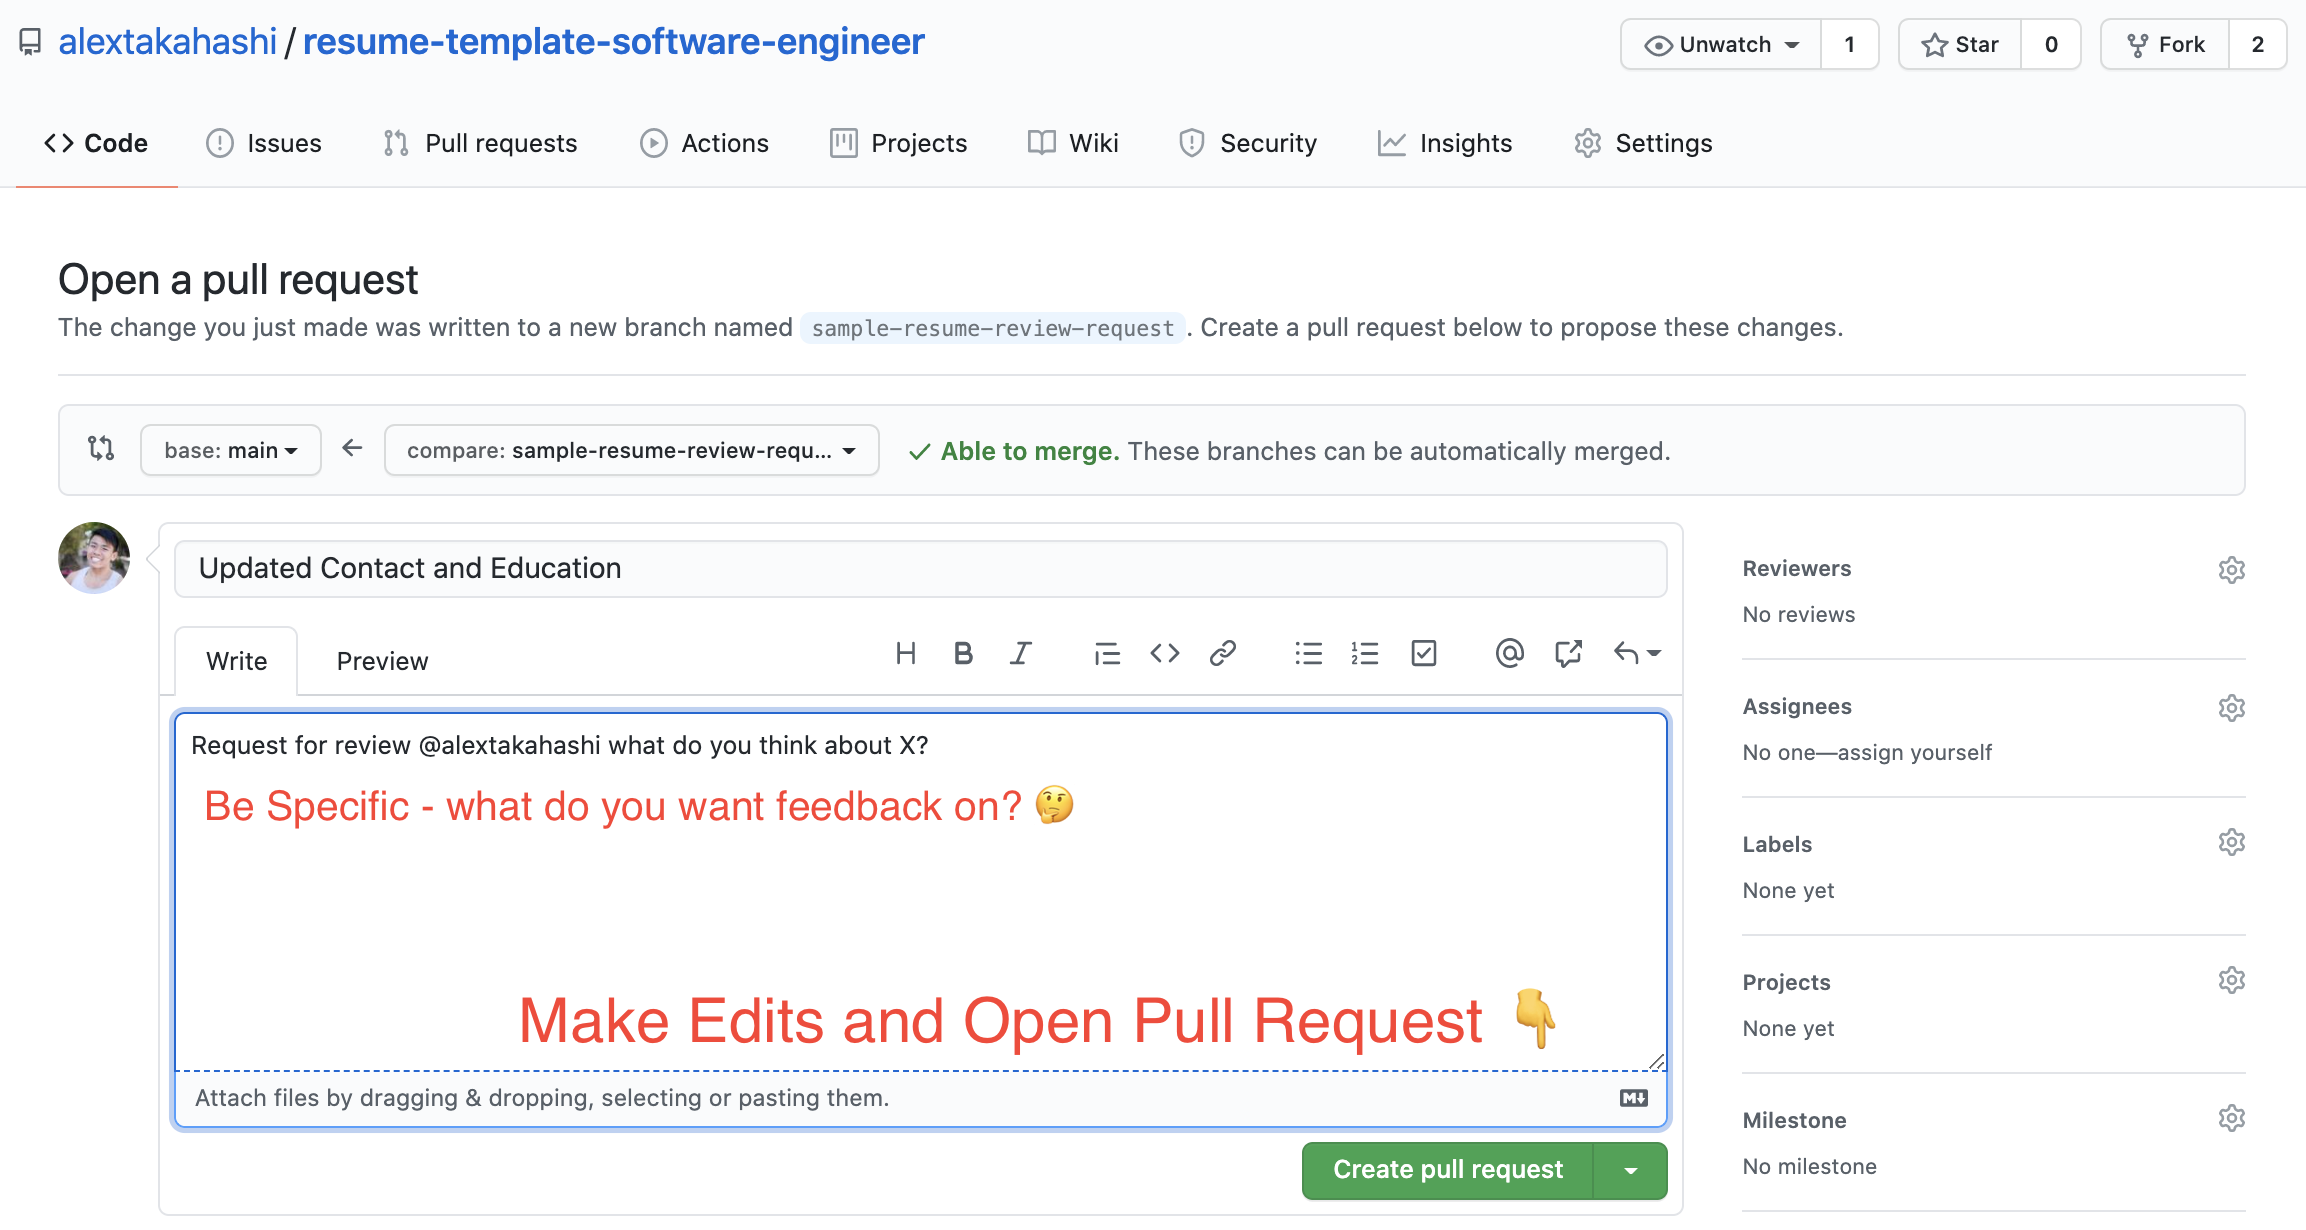 alextakahashi / resume-template-software-engineer
Unwatch 1 Star 0 Fork 2
Code Issues Pull requests Actions Projects Wiki Security Insights Settings
Open a pull request
The change you just made was written to a new branch named sample-resume-review-request. Create a pull request below to propose these changes.
base: main compare: sample-resume-review-requ... Able to merge. These branches can be automatically merged.
Updated Contact and Education
Write Preview
Request for review @alextakahashi what do you think about X?
Be Specific - what do you want feedback on? 🤔
Make Edits and Open Pull Request 👇
Attach files by dragging & dropping, selecting or pasting them.
Create pull request
Reviewers
No reviews
Assignees
No one—assign yourself
Labels
None yet
Projects
None yet
Milestone
No milestone